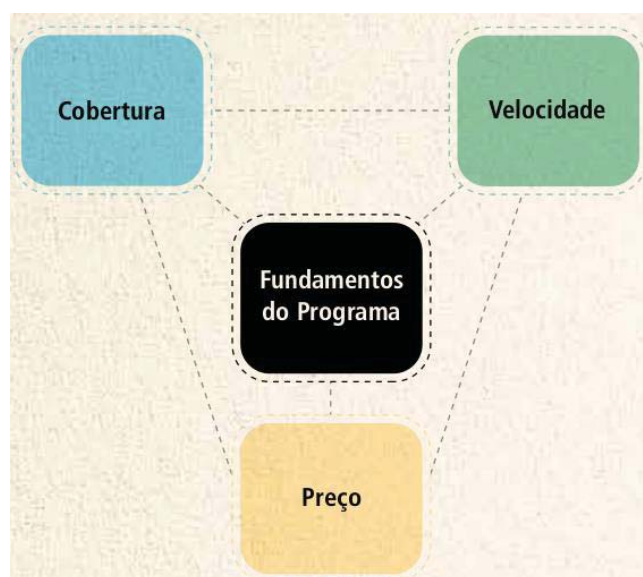 Cobertura
Velocidade
Fundamentos
do Programa
Preço